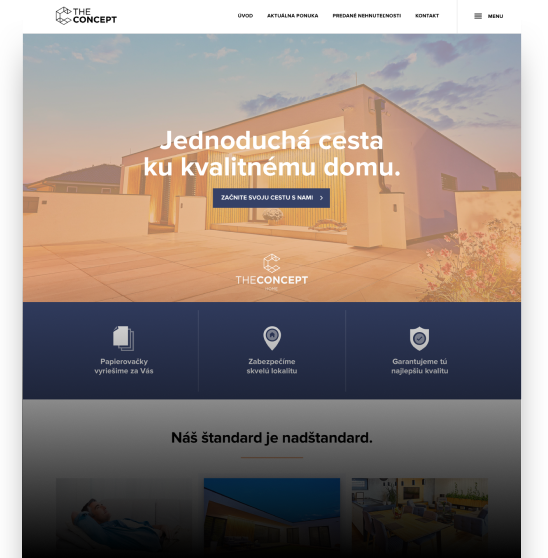 THE
CONCEPT
ÚVOD
AKTUÁLNA PONUKA
PREDANÉ NEHNUTEĽNOSTI
KONTAKT
MENU
Jednoduchá cesta
ku kvalitnému domu.
ZAČNITE SVOJU CESTU S NAMI
THECONCEPT
HOME
Papierovačky
vyriešime za Vás
Zabezpečíme
skvelú lokalitu
Garantujeme tú
najlepšiu kvalitu
Náš štandard je nadštandard.